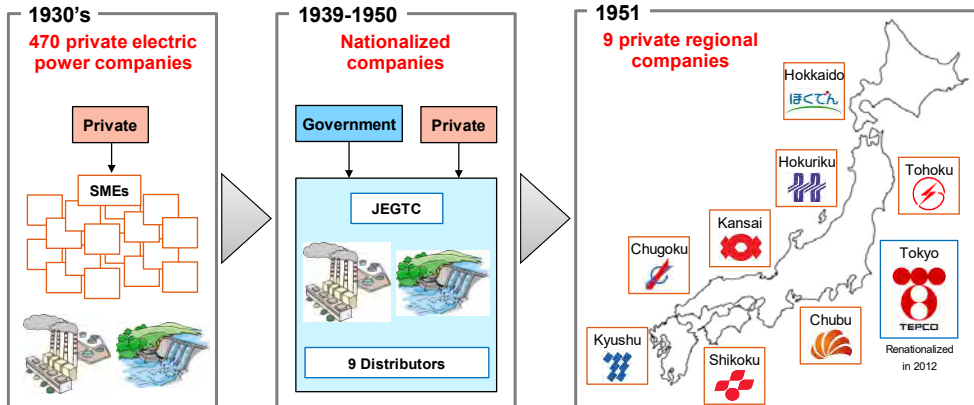 1930's
470 private electric
power companies
Private
SMEs
1939-1950
Nationalized
companies
Government
Private
JEGTC
9 Distributors
1951
9 private regional
companies
Hokkaido
ほくでん
Hokuriku
Tohoku
Kansai
Chugoku
Tokyo
TEPCO
Renationalized
in 2012
Chubu
Kyushu
Shikoku